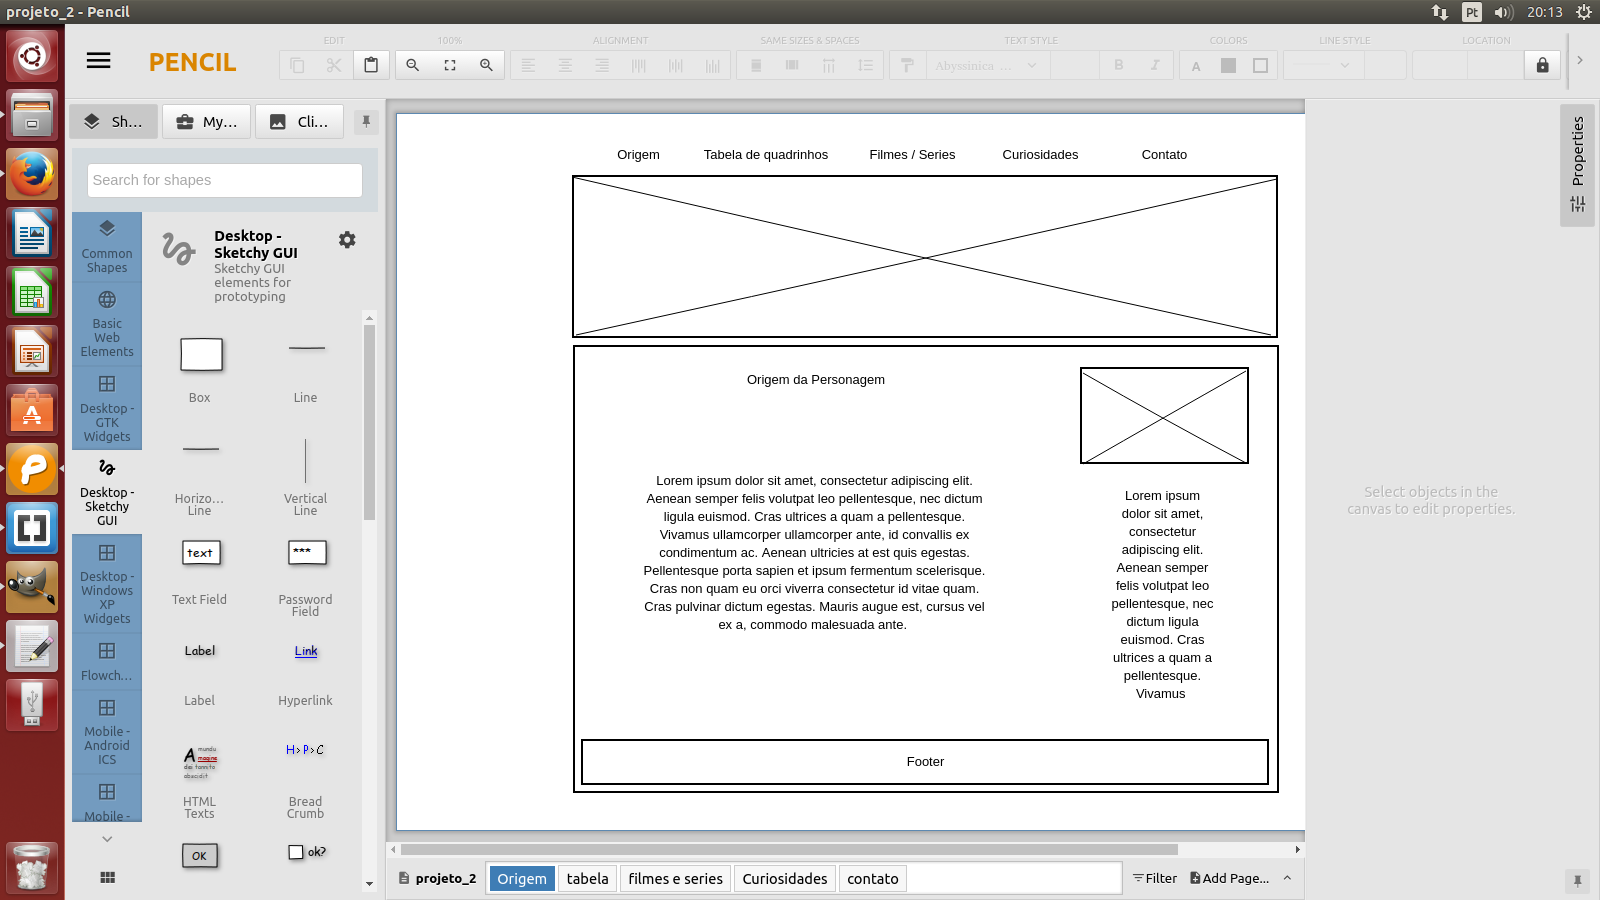 projeto_2 - Pencil
Pt
20:13
PENCIL
EDIT
100%
ALIGNMENT
SAME SIZES & SPACES
TEXT STYLE
COLORS
LINE STYLE
LOCATION
Abyssinica ...
B
I
A
Sh...
My...
Cli...
Search for shapes
Common
Shapes
Basic
Web
Elements
Desktop -
GTK
Widgets
Desktop -
Sketchy
GUI
Desktop -
Windows
XP
Widgets
Flowch...
Mobile -
Android
ICS
Mobile -
Desktop -
Sketchy GUI
Sketchy GUI
elements for
prototyping
Box
Line
Horizo...
Line
Vertical
Line
text
***
Text Field
Password
Field
Label
Link
Label
Hyperlink
A
mundu
imagine
H>P>C
HTML
Texts
Bread
Crumb
OK
ok?
Origem
Tabela de quadrinhos
Filmes / Series
Curiosidades
Contato
Origem da Personagem
Lorem ipsum dolor sit amet, consectetur adipiscing elit.
Aenean semper felis volutpat leo pellentesque, nec dictum
ligula euismod. Cras ultrices a quam a pellentesque.
Vivamus ullamcorper ullamcorper ante, id convallis ex
condimentum ac. Aenean ultricies at est quis egestas.
Pellentesque porta sapien et ipsum fermentum scelerisque.
Cras non quam eu orci viverra consectetur id vitae quam.
Cras pulvinar dictum egestas. Mauris augue est, cursus vel
ex a, commodo malesuada ante.
Lorem ipsum
dolor sit amet,
consectetur
adipiscing elit.
Aenean semper
felis volutpat leo
pellentesque, nec
dictum ligula
euismod. Cras
ultrices a quam a
pellentesque.
Vivamus
Footer
Properties
Select objects in the
canvas to edit properties.
projeto_2
Origem
tabela
filmes e series
Curiosidades
contato
Filter
Add Page...